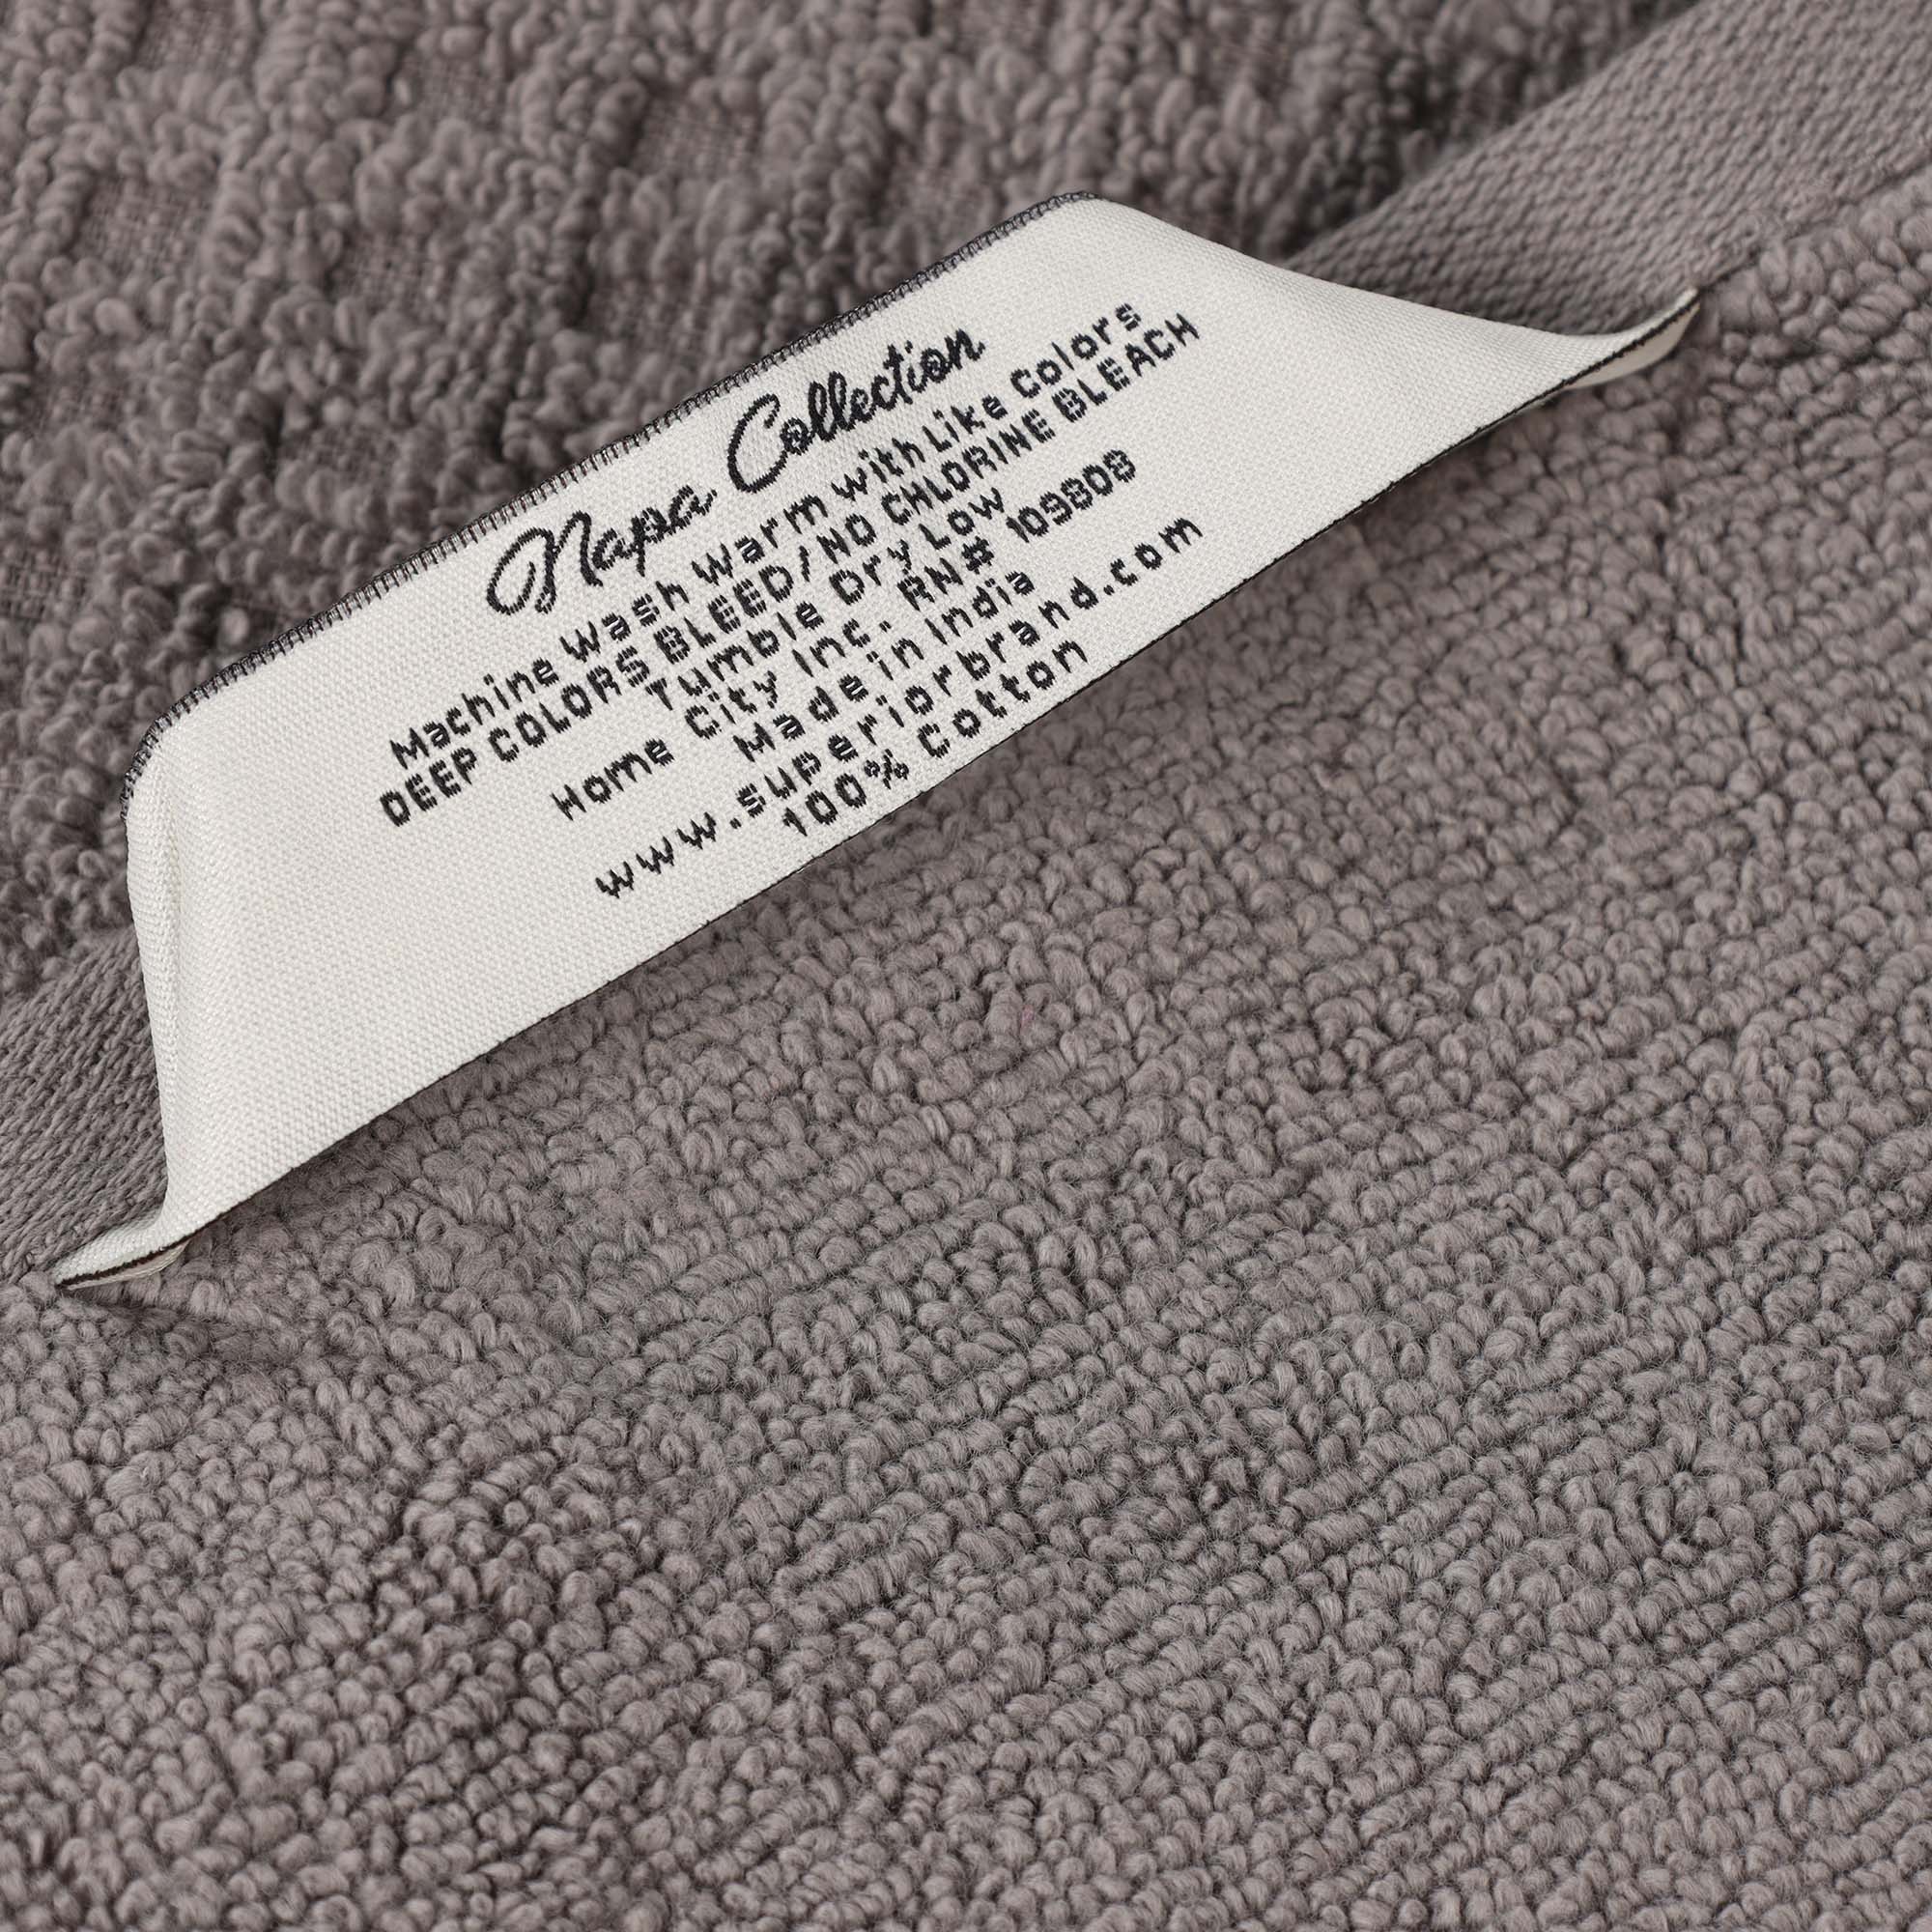 Napa Collection
Machine Wash Warm with Like Colors
DEEP COLORS BLEED/NO CHLORINE BLEACH
Tumble Dry Low
Home City Inc. RN# 109808
Made in India
www.superiorbrand.com
100% Cotton